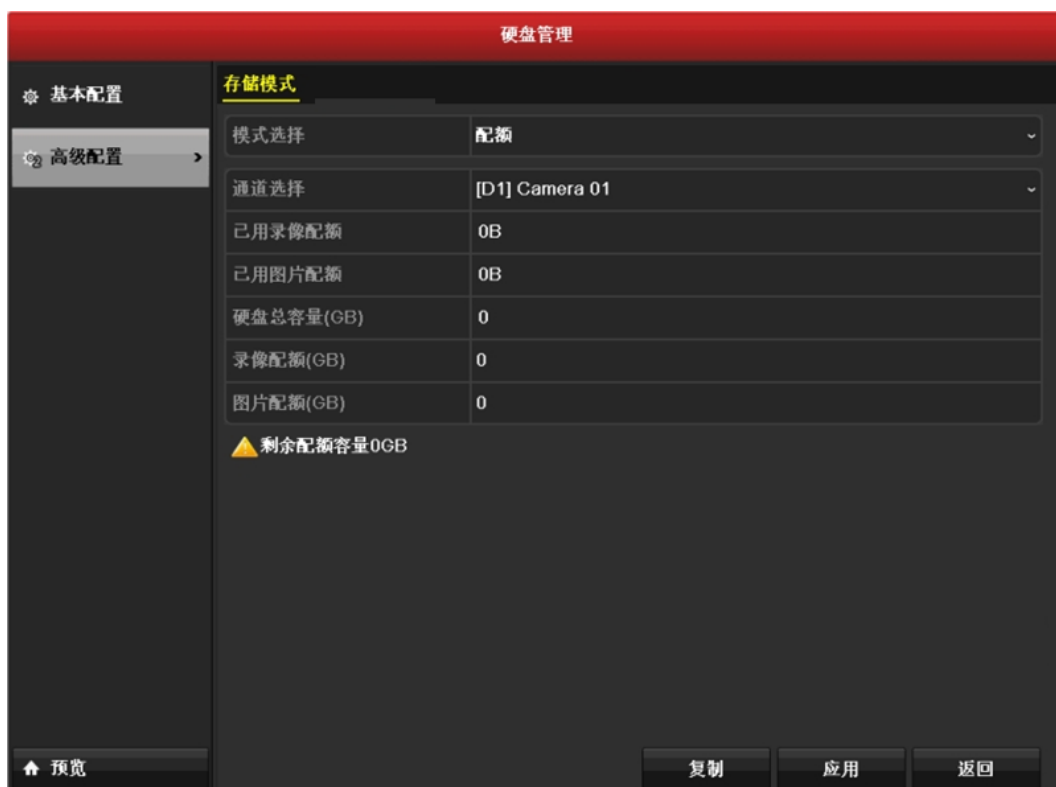 硬盘管理
基本配置
存储模式
高级配置
模式选择 配额
通道选择 [D1] Camera 01
已用录像配额 0B
已用图片配额 0B
硬盘总容量(GB) 0
录像配额(GB) 0
图片配额(GB) 0
剩余配额容量0GB
预览 复制 应用 返回